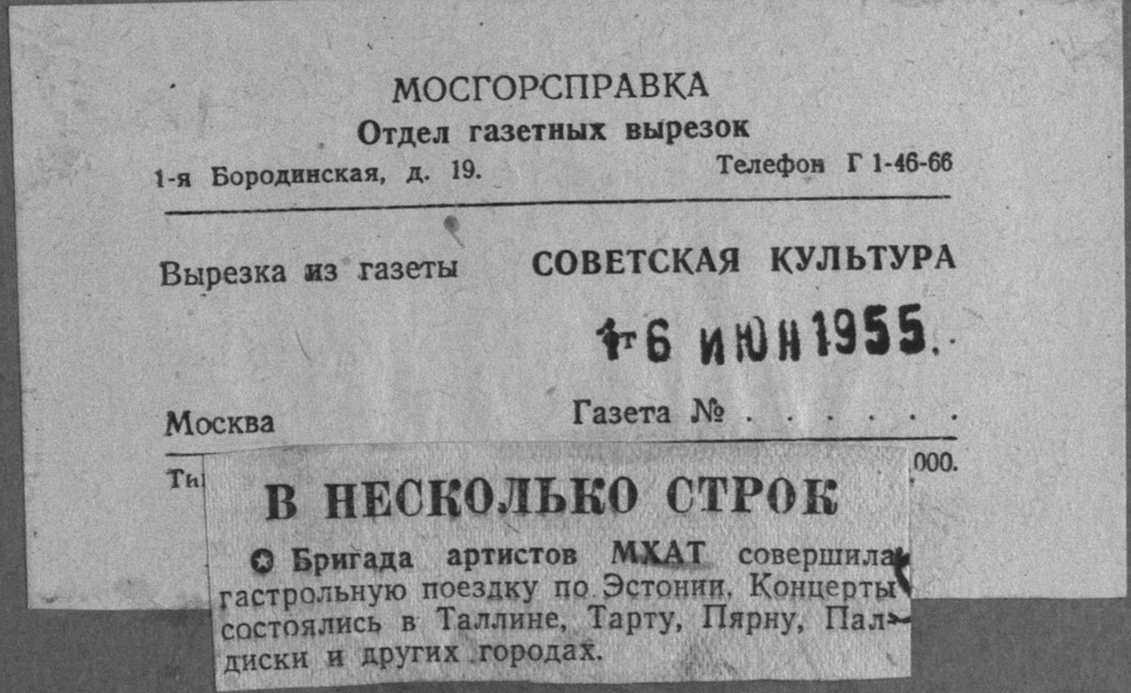 МОСГОРСПРАВКА
Отдел газетных вырезок
1-я Бородинская, д. 19. Телефон Г 1-46-66
Вырезка из газеты СОВЕТСКАЯ КУЛЬТУРА
6 ИЮН 1955
Москва Газета № . . . . . .
000.
В НЕСКОЛЬКО СТРОК
✪ Бригада артистов МХАТ совершила
гастрольную поездку по Эстонии. Концерты
состоялись в Таллине, Тарту, Пярну, Пал-
диски и других городах.